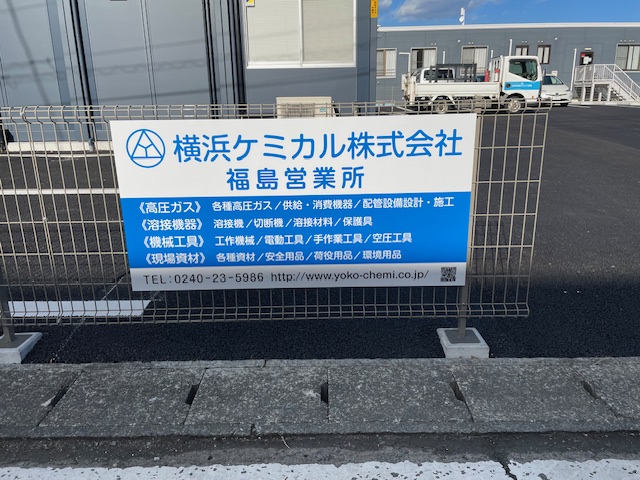 横浜ケミカル株式会社
福島営業所
《高圧ガス》 各種高圧ガス/供給・消費機器/配管設備設計・施工
《溶接機器》 溶接機/切断機/溶接材料/保護具
《機械工具》 工作機械/電動工具/手作業工具/空圧工具
《現場資材》 各種資材/安全用品/荷役用品/環境用品
TEL:0240-23-5986 http://www.yoko-chemi.co.jp/